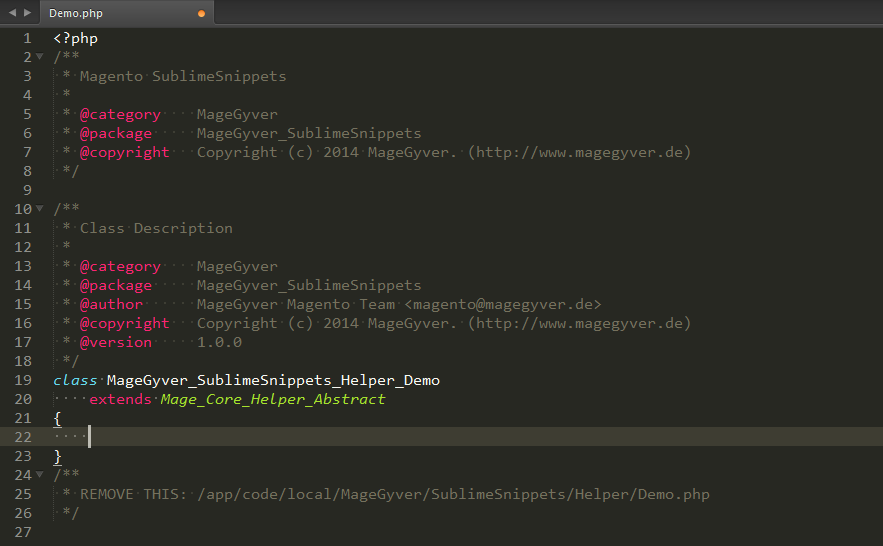 Demo.php
1 <?php
2 /**
3  * Magento SublimeSnippets
4  *
5  * @category    MageGyver
6  * @package     MageGyver_SublimeSnippets
7  * @copyright   Copyright (c) 2014 MageGyver. (http://www.magegyver.de)
8  */
9
10 /**
11  * Class Description
12  *
13  * @category    MageGyver
14  * @package     MageGyver_SublimeSnippets
15  * @author      MageGyver Magento Team <magento@magegyver.de>
16  * @copyright   Copyright (c) 2014 MageGyver. (http://www.magegyver.de)
17  * @version     1.0.0
18  */
19 class MageGyver_SublimeSnippets_Helper_Demo
20     extends Mage_Core_Helper_Abstract
21 {
22
23 }
24 /**
25  * REMOVE THIS: /app/code/local/MageGyver/SublimeSnippets/Helper/Demo.php
26  */
27